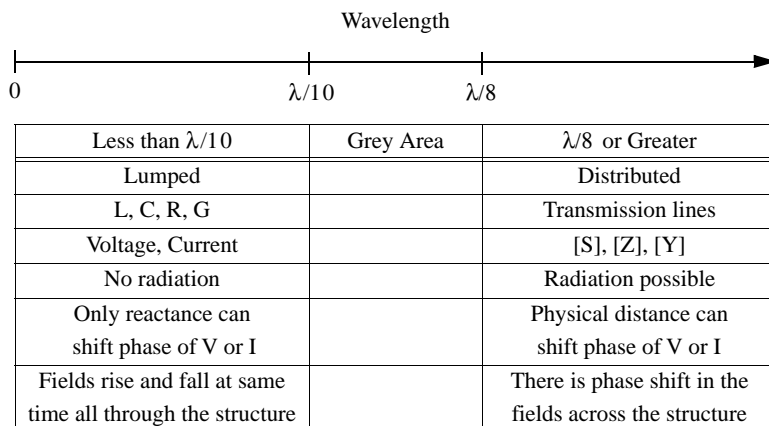 Wavelength
0 λ/10 λ/8
Less than λ/10 Grey Area λ/8 or Greater
Lumped Distributed
L, C, R, G Transmission lines
Voltage, Current [S], [Z], [Y]
No radiation Radiation possible
Only reactance can Physical distance can
shift phase of V or I shift phase of V or I
Fields rise and fall at same There is phase shift in the
time all through the structure fields across the structure